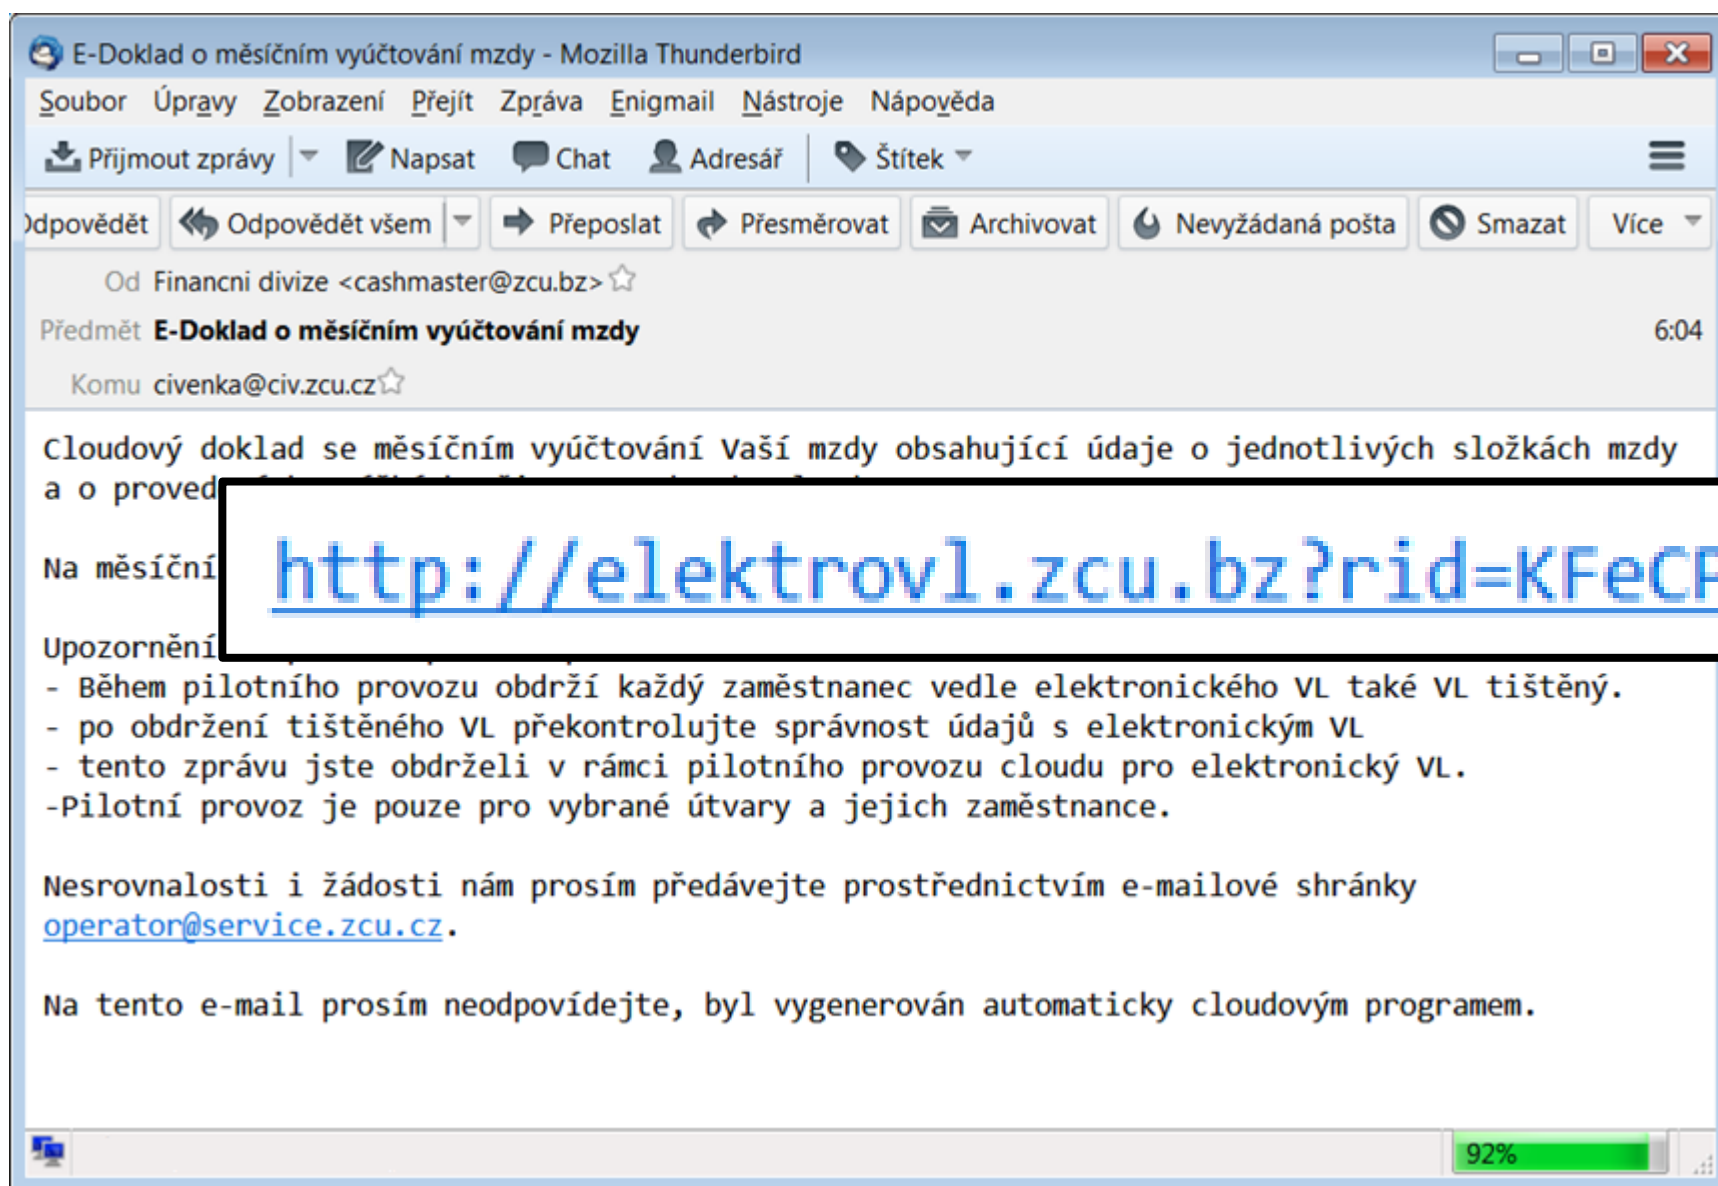 E-Doklad o měsíčním vyúčtování mzdy - Mozilla Thunderbird
Soubor Úpravy Zobrazení Přejít Zpráva Enigmail Nástroje Nápověda
Přijmout zprávy Napsat Chat Adresář Štítek
Odpovědět Odpovědět všem Přeposlat Přesměrovat Archivovat Nevyžádaná pošta Smazat Více
Od Financni divize <cashmaster@zcu.bz>
Předmět E-Doklad o měsíčním vyúčtování mzdy 6:04
Komu civenka@civ.zcu.cz
Cloudový doklad se měsíčním vyúčtování Vaší mzdy obsahující údaje o jednotlivých složkách mzdy
a o proved
Na měsíční
http://elektrovl.zcu.bz?rid=KFeCP
Upozornění
- Během pilotního provozu obdrží každý zaměstnanec vedle elektronického VL také VL tištěný.
- po obdržení tištěného VL překontrolujte správnost údajů s elektronickým VL
- tento zprávu jste obdrželi v rámci pilotního provozu cloudu pro elektronický VL.
-Pilotní provoz je pouze pro vybrané útvary a jejich zaměstnance.
Nesrovnalosti i žádosti nám prosím předávejte prostřednictvím e-mailové shránky
operator@service.zcu.cz.
Na tento e-mail prosím neodpovídejte, byl vygenerován automaticky cloudovým programem.
92%